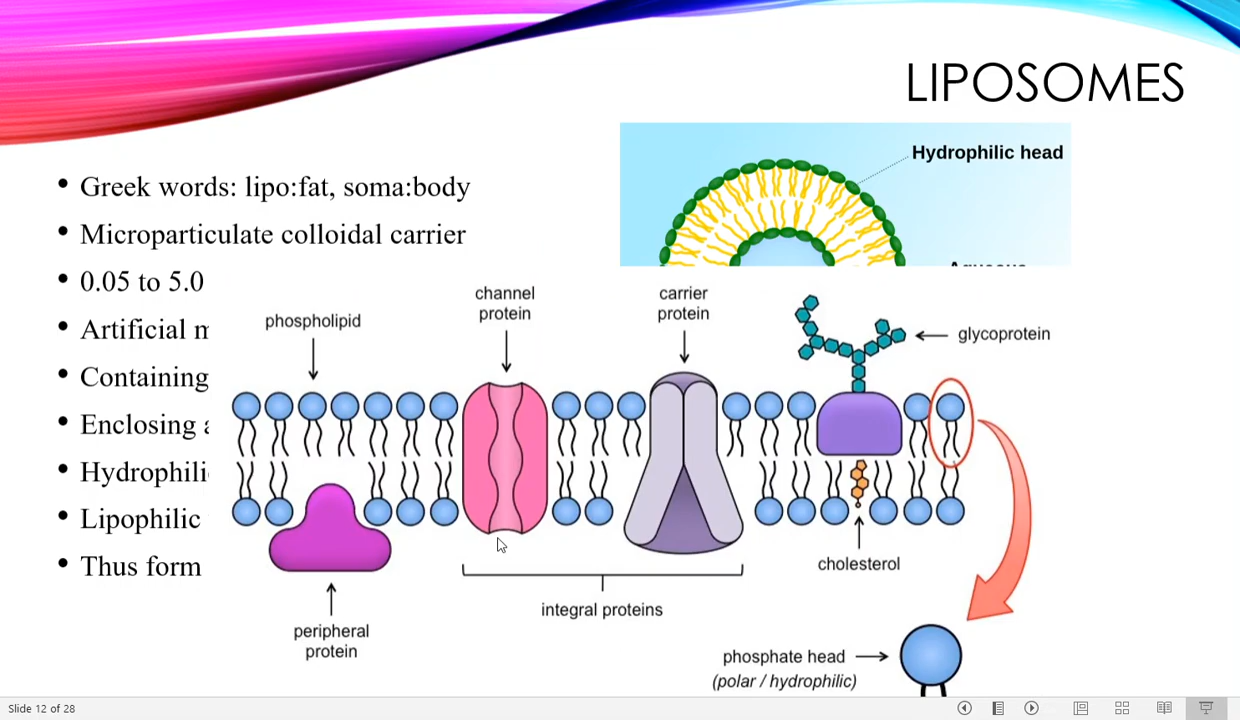 LIPOSOMES
• Greek words: lipo:fat, soma:body
• Microparticulate colloidal carrier
• 0.05 to 5.0
• Artificial
• Containing
• Enclosing
• Lipophilic
• Thus form
Hydrophilic head
phospholipid
channel
protein
carrier
protein
glycoprotein
cholesterol
integral proteins
peripheral
protein
phosphate head
(polar / hydrophilic)
Slide 12 of 28